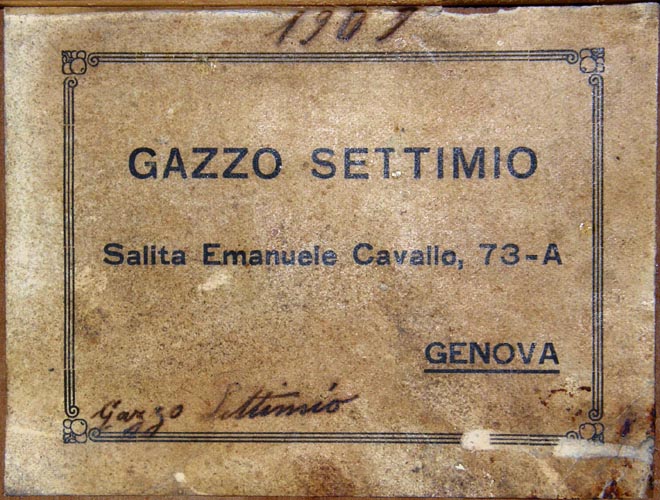 1907
GAZZO SETTIMIO
Salita Emanuele Cavallo, 73-A
GENOVA
Gazzo Settimio